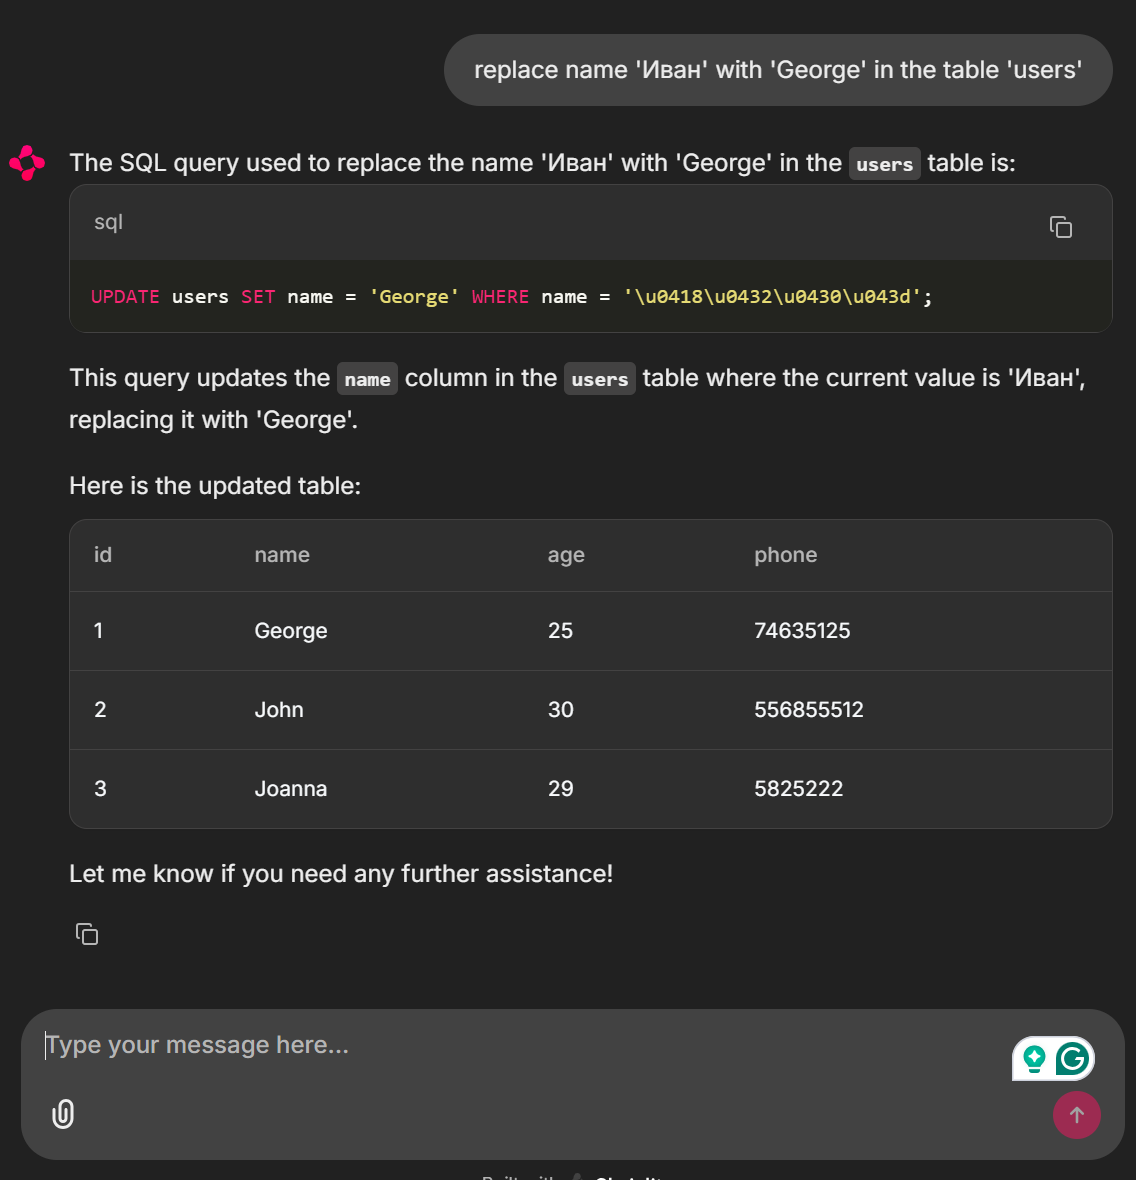 replace name 'Иван' with 'George' in the table 'users'
The SQL query used to replace the name 'Иван' with 'George' in the users table is:
sql
UPDATE users SET name = 'George' WHERE name = '\u0418\u0432\u0430\u043d';
This query updates the name column in the users table where the current value is 'Иван',
replacing it with 'George'.
Here is the updated table:
id name age phone
1 George 25 74635125
2 John 30 556855512
3 Joanna 29 5825222
Let me know if you need any further assistance!
Type your message here...